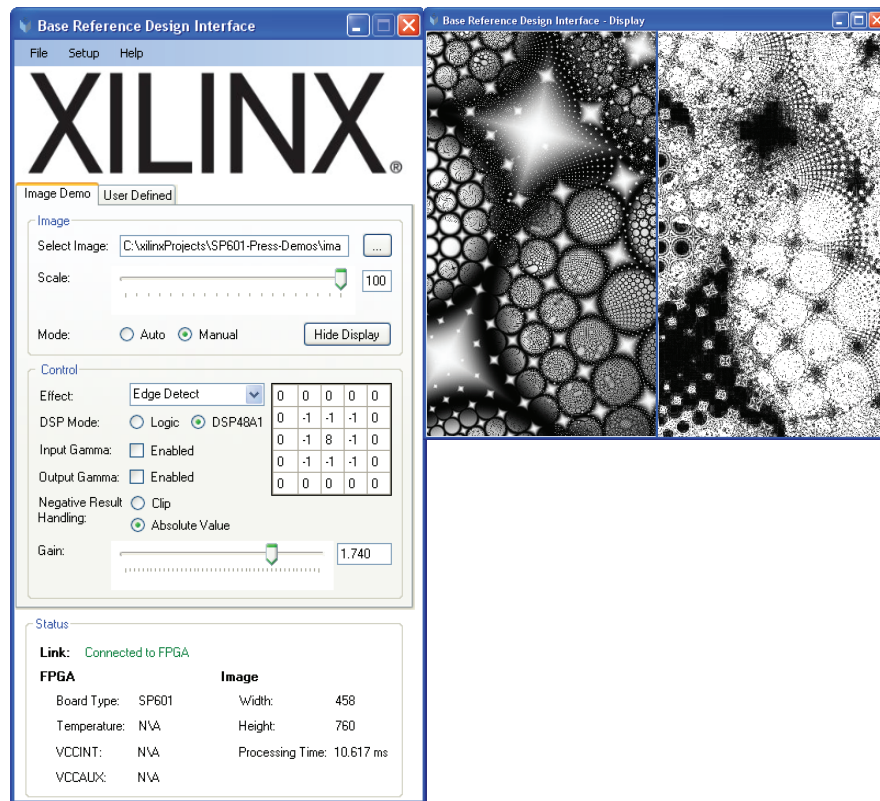 Base Reference Design Interface
File Setup Help
XILINX®
Image Demo User Defined
Image
Select Image: C:\xilinxProjects\SP601-Press-Demos\ima ...
Scale: 100
Mode: Auto Manual Hide Display
Control
Effect: Edge Detect
DSP Mode: Logic DSP48A1
Input Gamma: Enabled
Output Gamma: Enabled
Negative Result Handling: Clip
Absolute Value
0 0 0 0 0
0 -1 -1 -1 0
0 -1 8 -1 0
0 -1 -1 -1 0
0 0 0 0 0
Gain: 1.740
Status
Link: Connected to FPGA
FPGA Image
Board Type: SP601 Width: 458
Temperature: N\A Height: 760
VCCINT: N\A Processing Time: 10.617 ms
VCCAUX: N\A
Base Reference Design Interface - Display